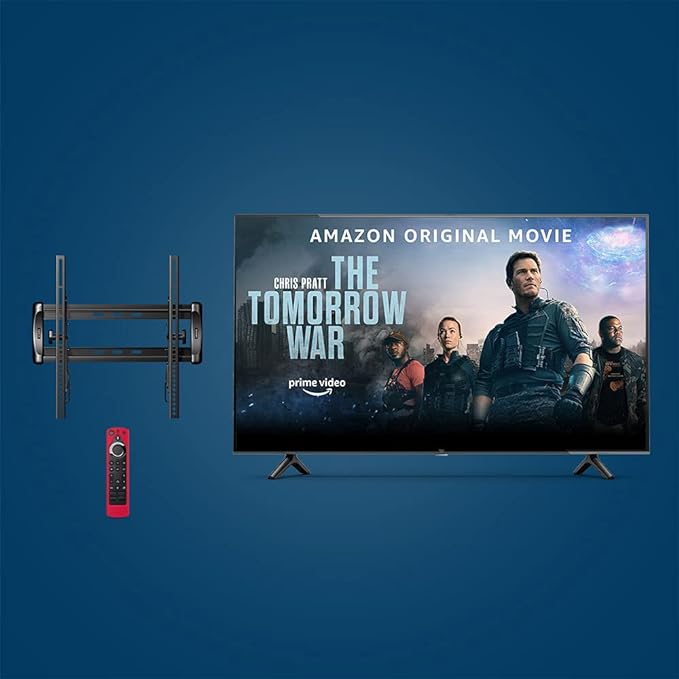 AMAZON ORIGINAL MOVIE
CHRIS PRATT
THE
TOMORROW
WAR
prime video